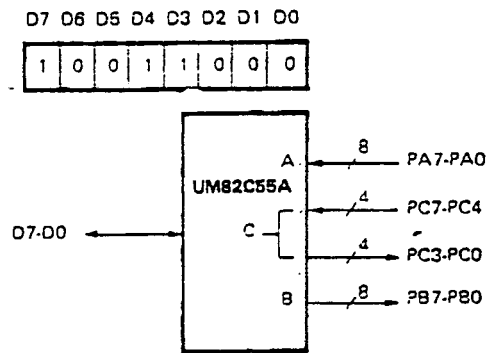 D7 D6 D5 D4 D3 D2 D1 D0
1 0 0 1 1 0 0 0
A 8 PA7-PA0
UM82C55A
4 PC7-PC4
D7-D0 C
4 PC3-PC0
B 8 PB7-PB0